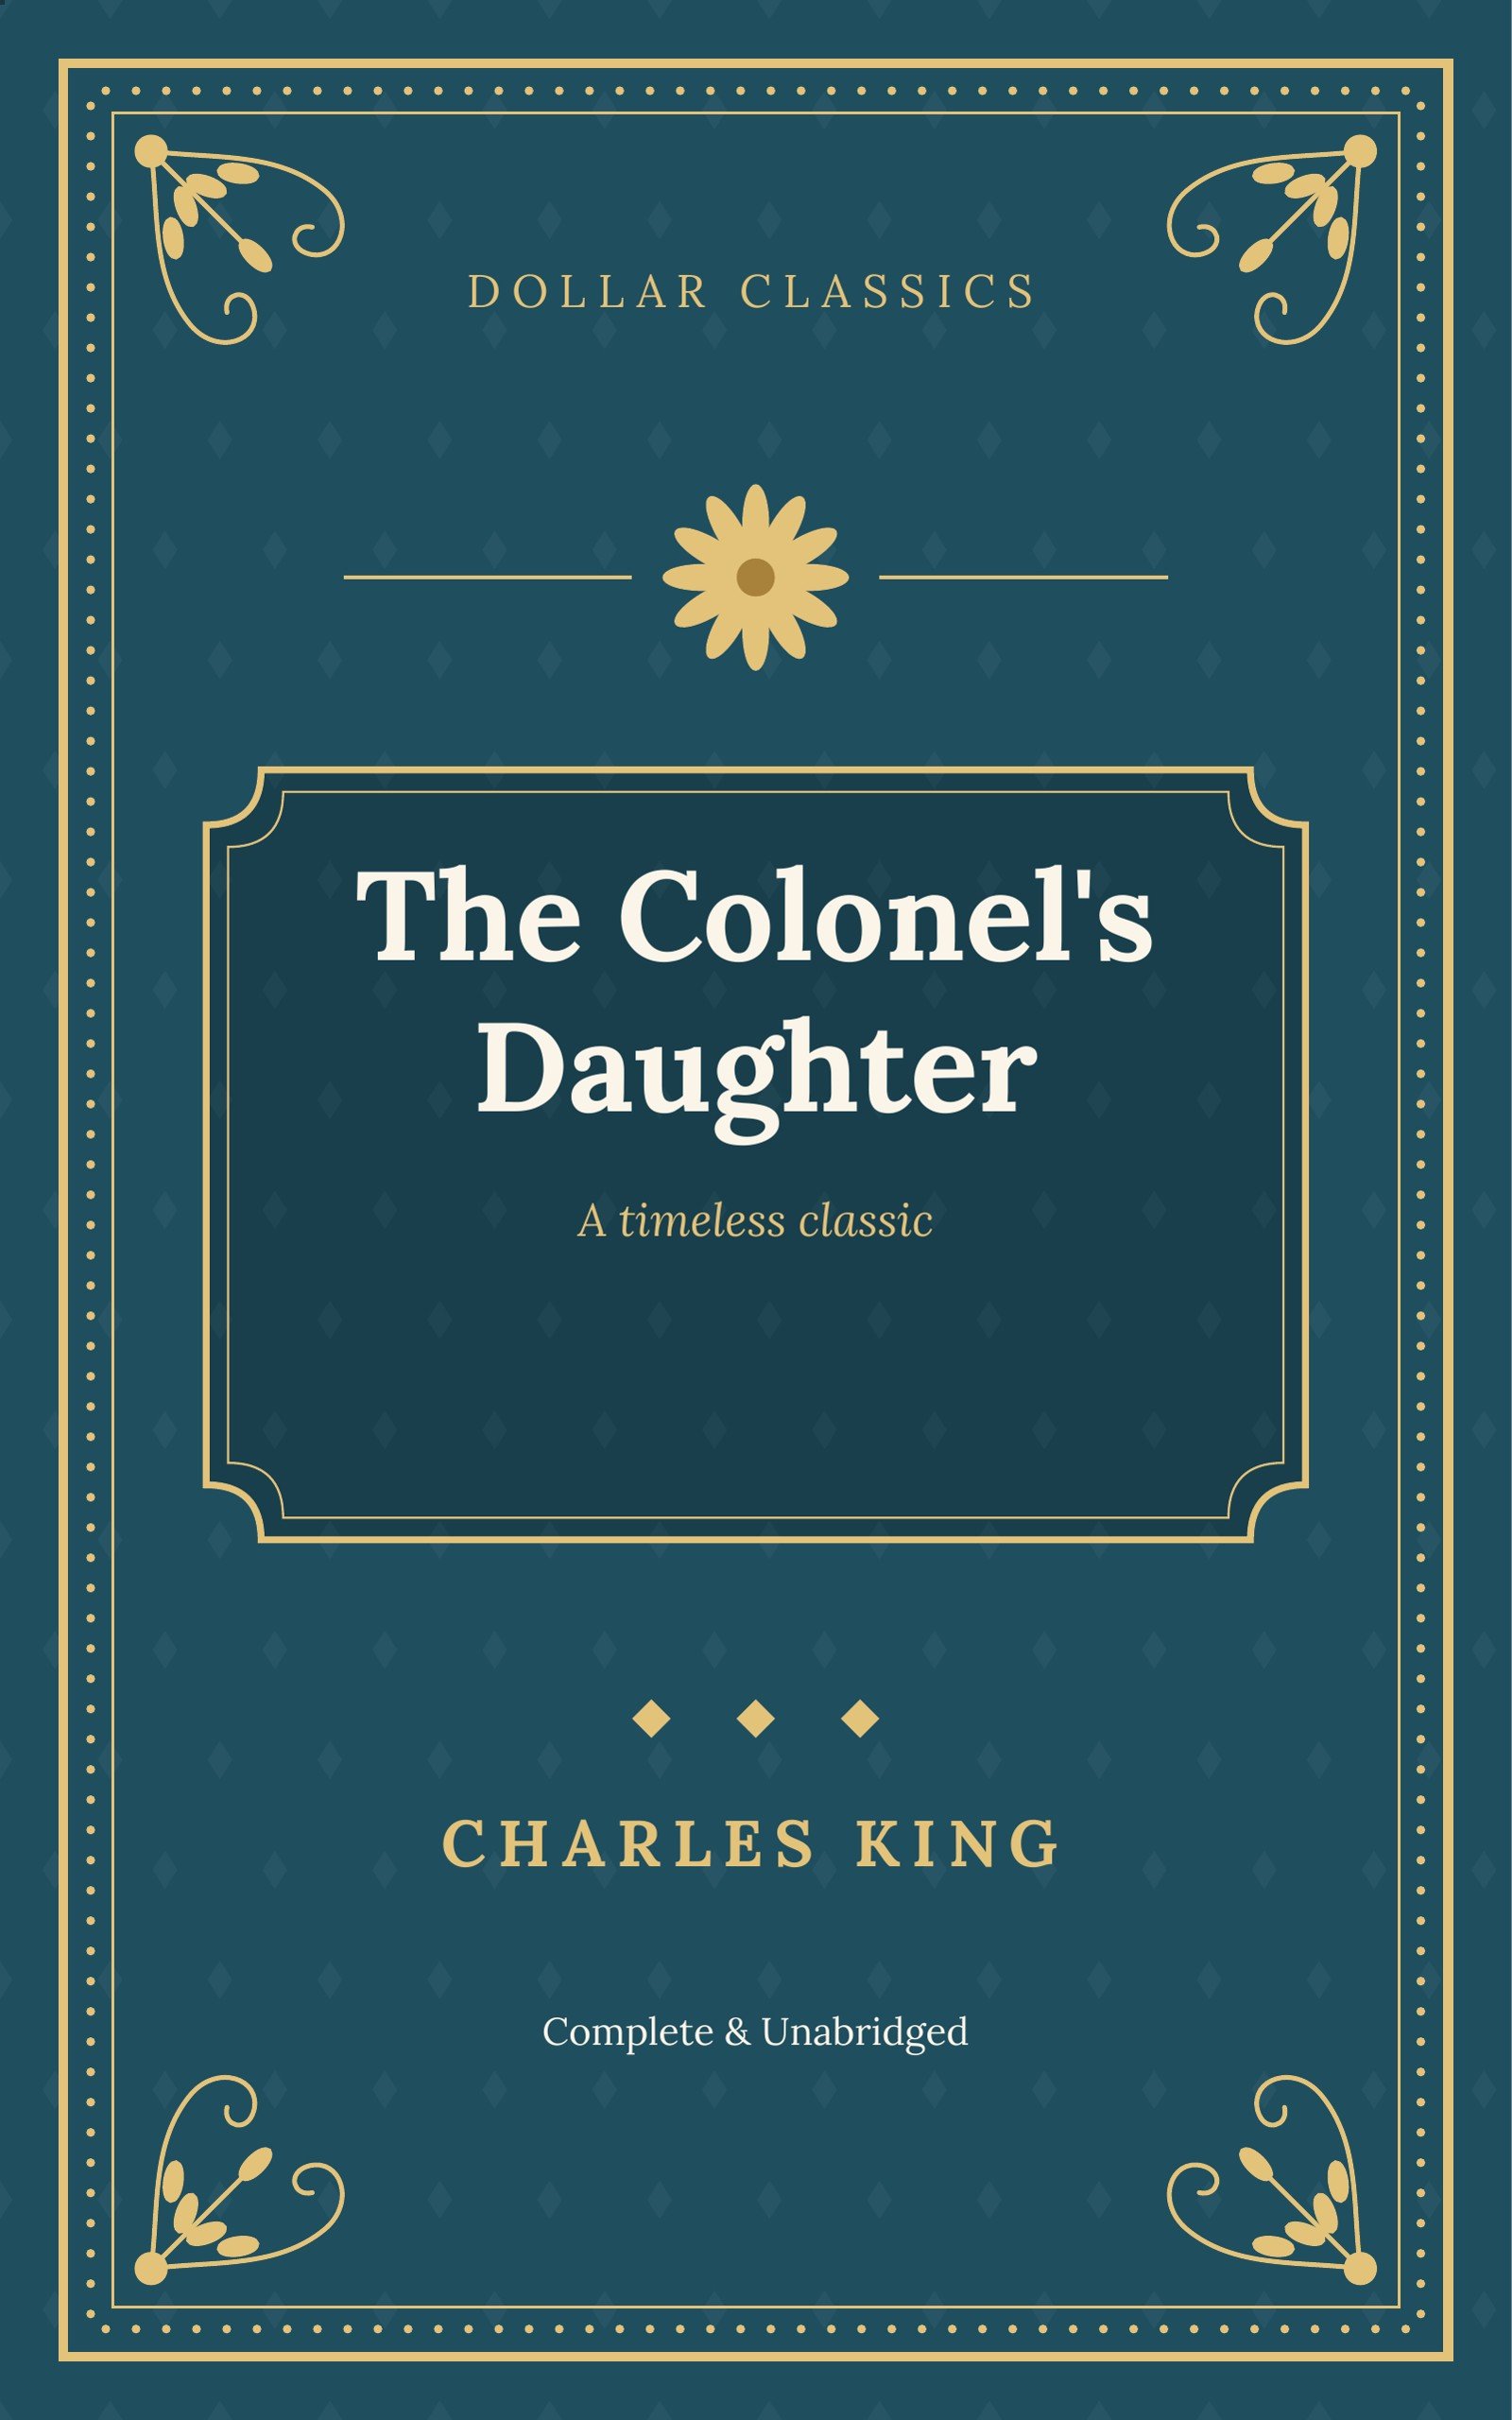 DOLLAR CLASSICS
The Colonel's
Daughter
A timeless classic
CHARLES KING
Complete & Unabridged